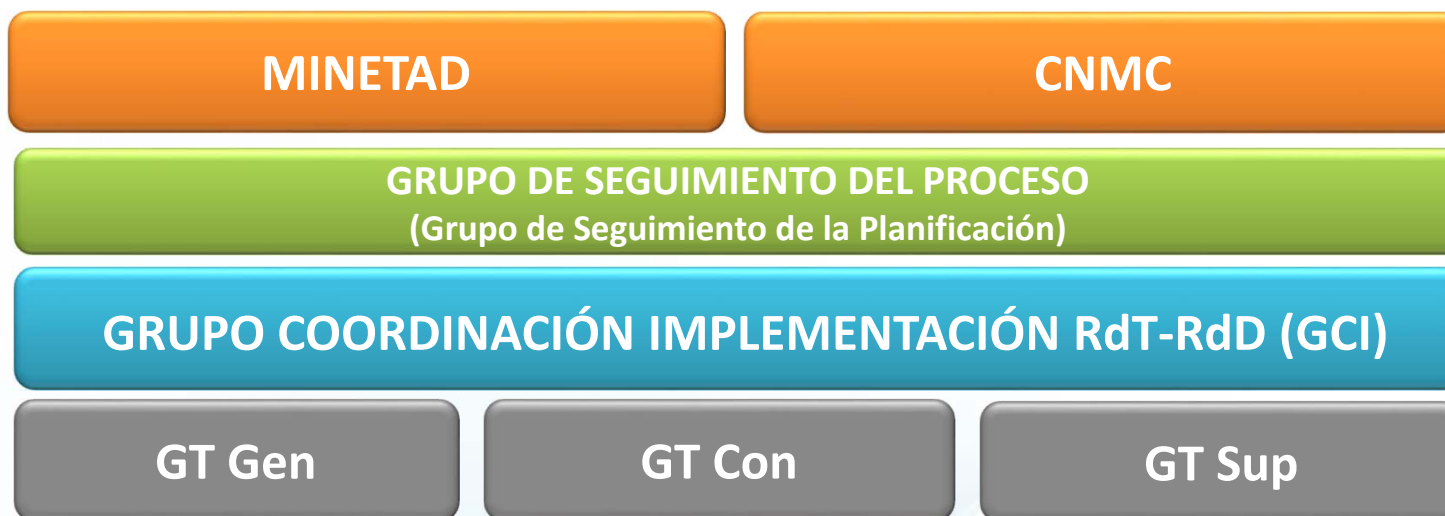 MINETAD
CNMC
GRUPO DE SEGUIMIENTO DEL PROCESO
(Grupo de Seguimiento de la Planificación)
GRUPO COORDINACIÓN IMPLEMENTACIÓN RdT-RdD (GCI)
GT Gen
GT Con
GT Sup